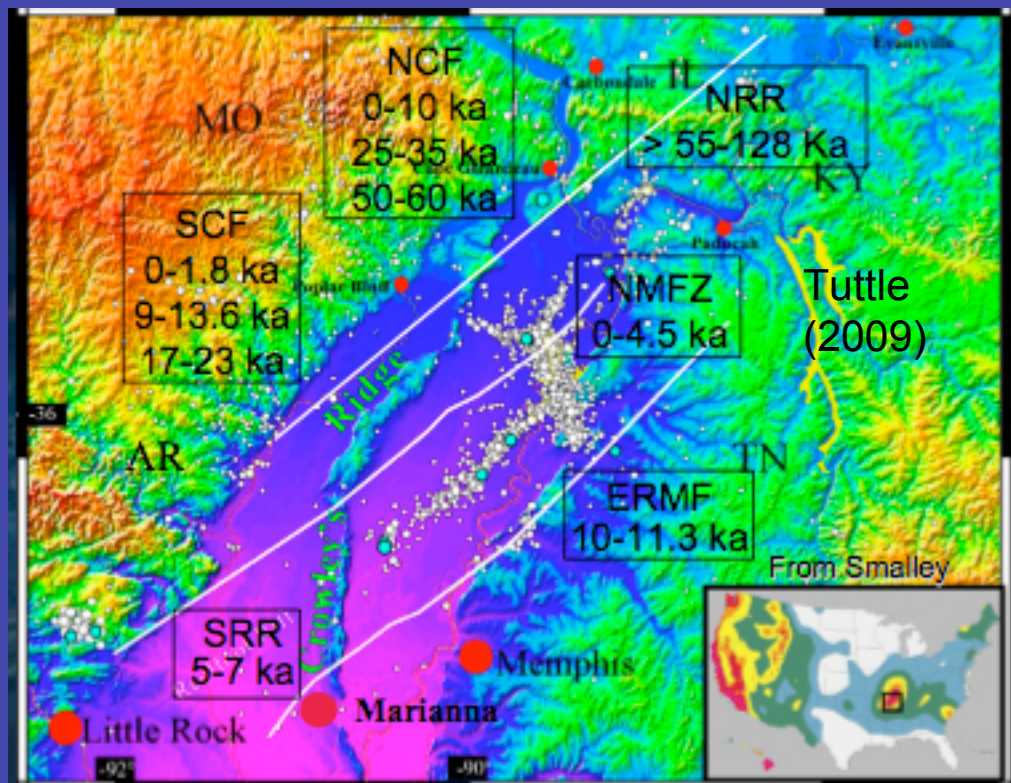 NCF
0-10 ka
25-35 ka
50-60 ka
Carbondale
IL
Evansville
NRR
> 55-128 Ka
MO
Cape Girardeau
KY
SCF
0-1.8 ka
9-13.6 ka
17-23 ka
Paducah
Poplar Bluff
NMFZ
0-4.5 ka
Tuttle
(2009)
Crowley's Ridge
-36
AR
TN
ERMF
10-11.3 ka
From Smalley
SRR
5-7 ka
Memphis
Marianna
Little Rock
-92°
-90°